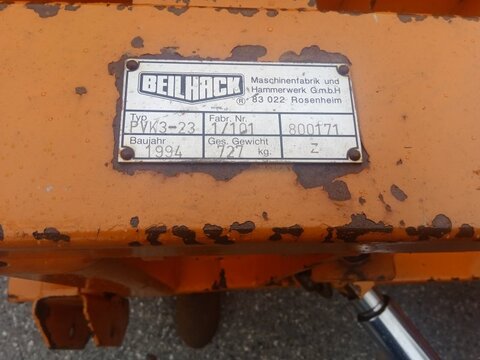 BEILHACK ®
Maschinenfabrik und
Hammerwerk G.m.b.H
83 022 Rosenheim
Typ Fabr. Nr.
PVK3-23 1/101 800171
Baujahr Ges. Gewicht
1994 727 kg. Z